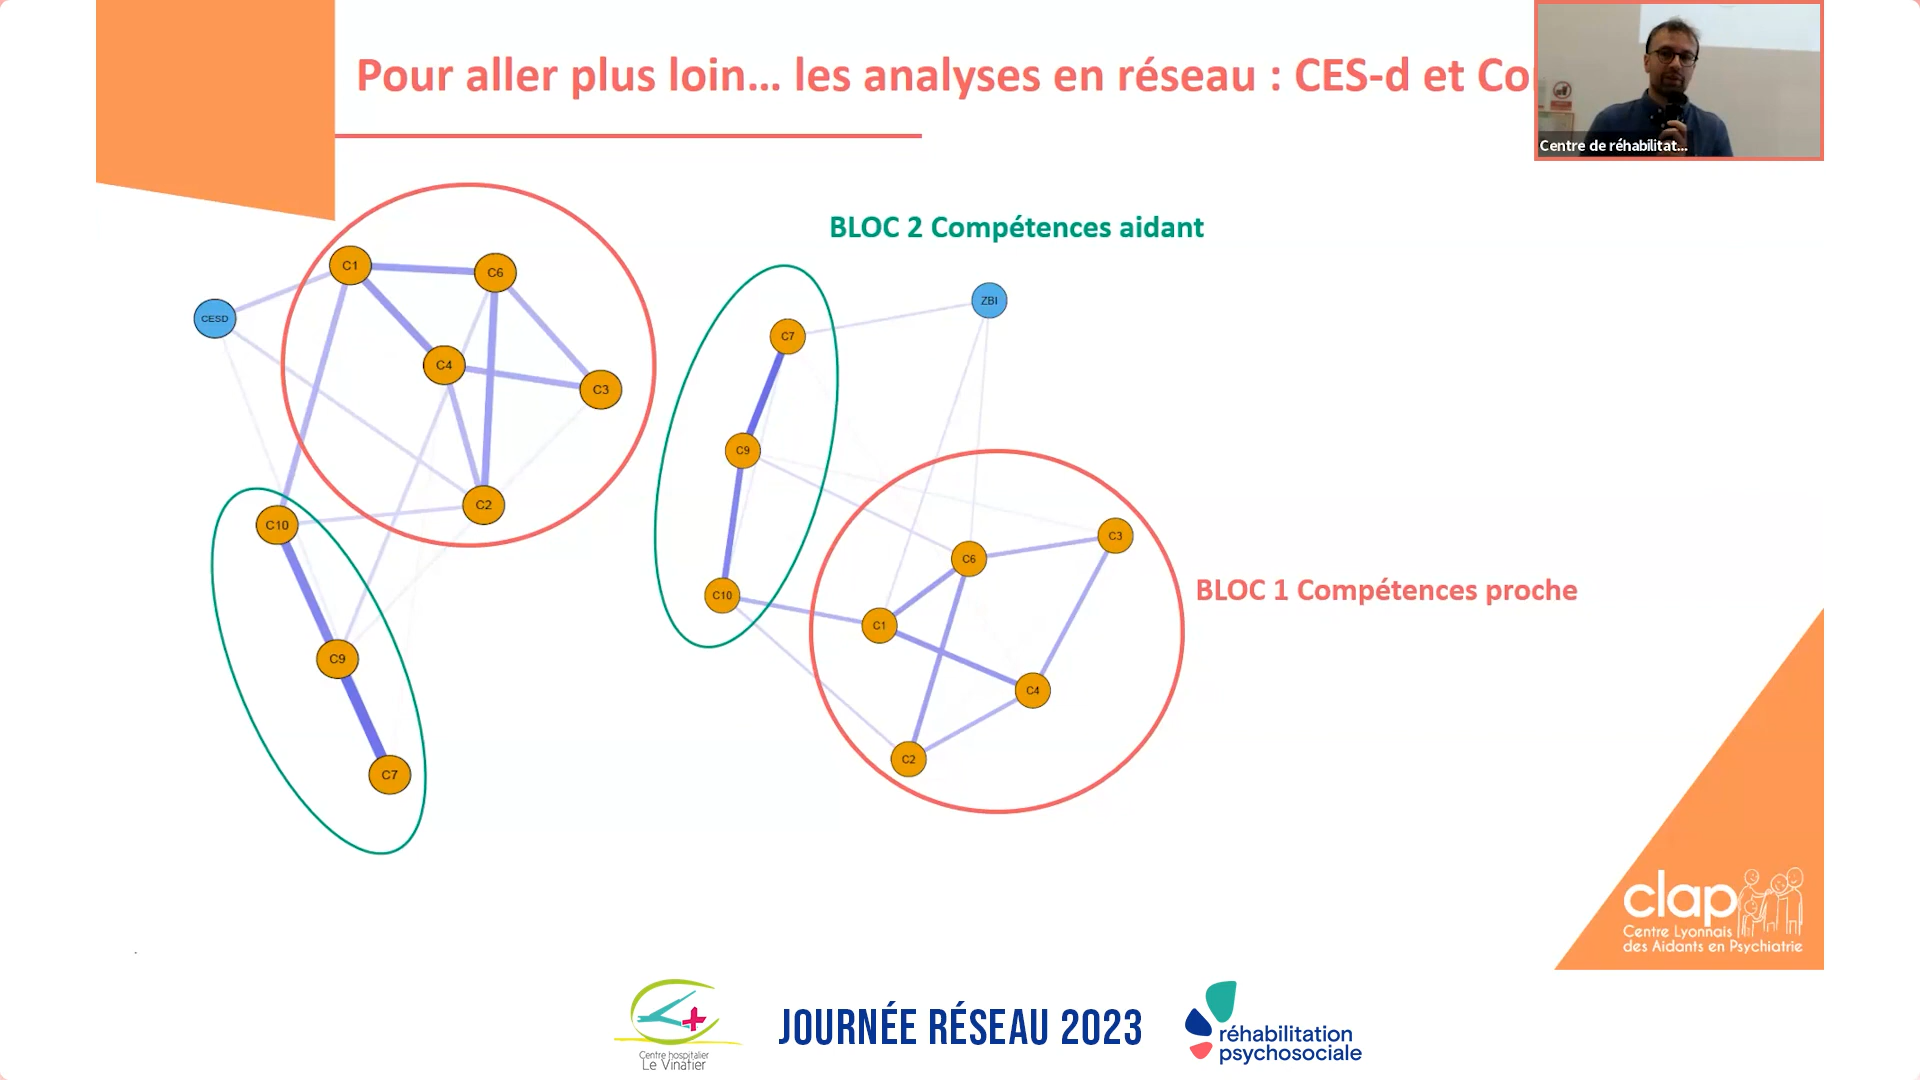 Pour aller plus loin... les analyses en réseau : CES-d et Co
Centre de réhabilitat...
BLOC 2 Compétences aidant
C1
C6
CESD
C4
C3
C2
C10
C9
C7
ZBI
C7
C9
C10
C3
C6
C1
C4
C2
BLOC 1 Compétences proche
clap
Centre Lyonnais
des Aidants en Psychiatrie
Centre hospitalier
Le Vinatier
JOURNÉE RÉSEAU 2023
réhabilitation
psychosociale